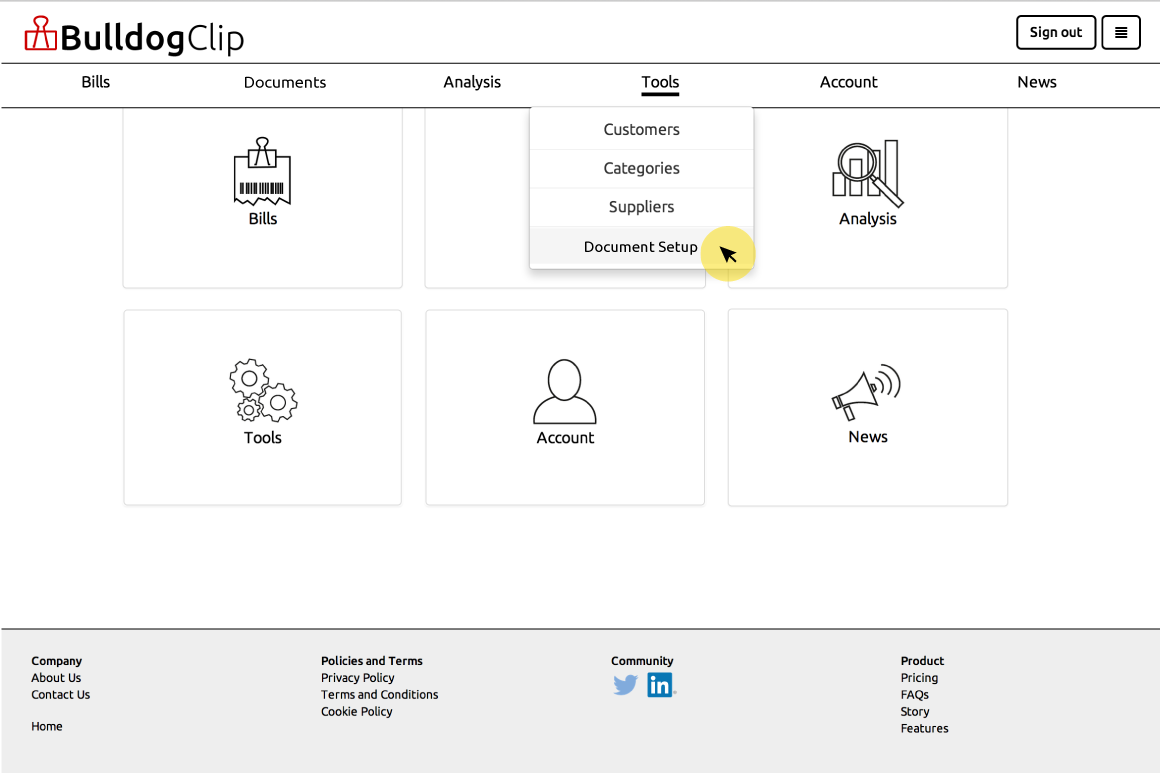 BulldogClip
Sign out
Bills Documents Analysis Tools Account News
Customers
Categories
Suppliers
Document Setup
Bills
Analysis
Tools
Account
News
Company
About Us
Contact Us
Home
Policies and Terms
Privacy Policy
Terms and Conditions
Cookie Policy
Community
in
Product
Pricing
FAQs
Story
Features